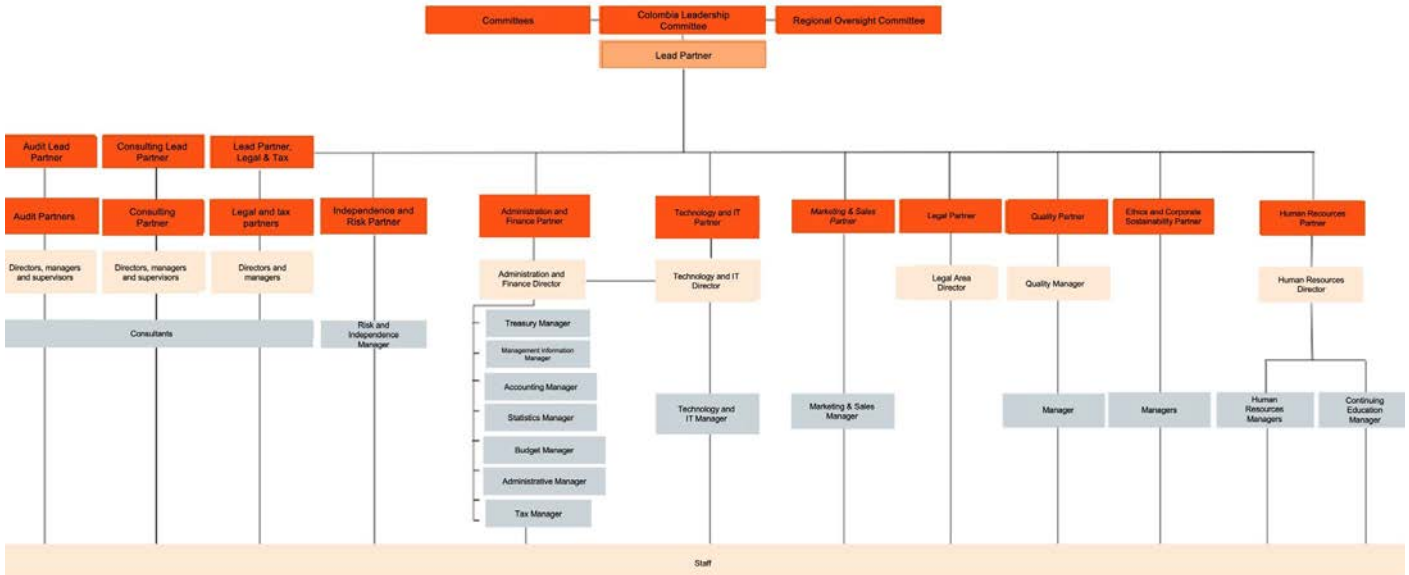 Committees
Colombia Leadership
Committee
Regional Oversight Committee
Lead Partner
Audit Lead
Partner
Consulting Lead
Partner
Lead Partner,
Legal & Tax
Audit Partners
Consulting
Partner
Legal and tax
partners
Independence and
Risk Partner
Administration and
Finance Partner
Technology and IT
Partner
Marketing & Sales
Partner
Legal Partner
Quality Partner
Ethics and Corporate
Sustainability Partner
Human Recources
Partner
Directors, managers
and supervisors
Directors, managers
and supervisors
Directors and
managers
Administration and
Finance Director
Technology and IT
Director
Legal Area
Director
Quality Manager
Human Resources
Director
Consultants
Risk and
Independence
Manager
Treasury Manager
Management information
Manager
Accounting Manager
Statistics Manager
Budget Manager
Administrative Manager
Tax Manager
Technology and
IT Manager
Marketing & Sales
Manager
Manager
Managers
Human
Resources
Managers
Continuing
Education
Manager
Staff